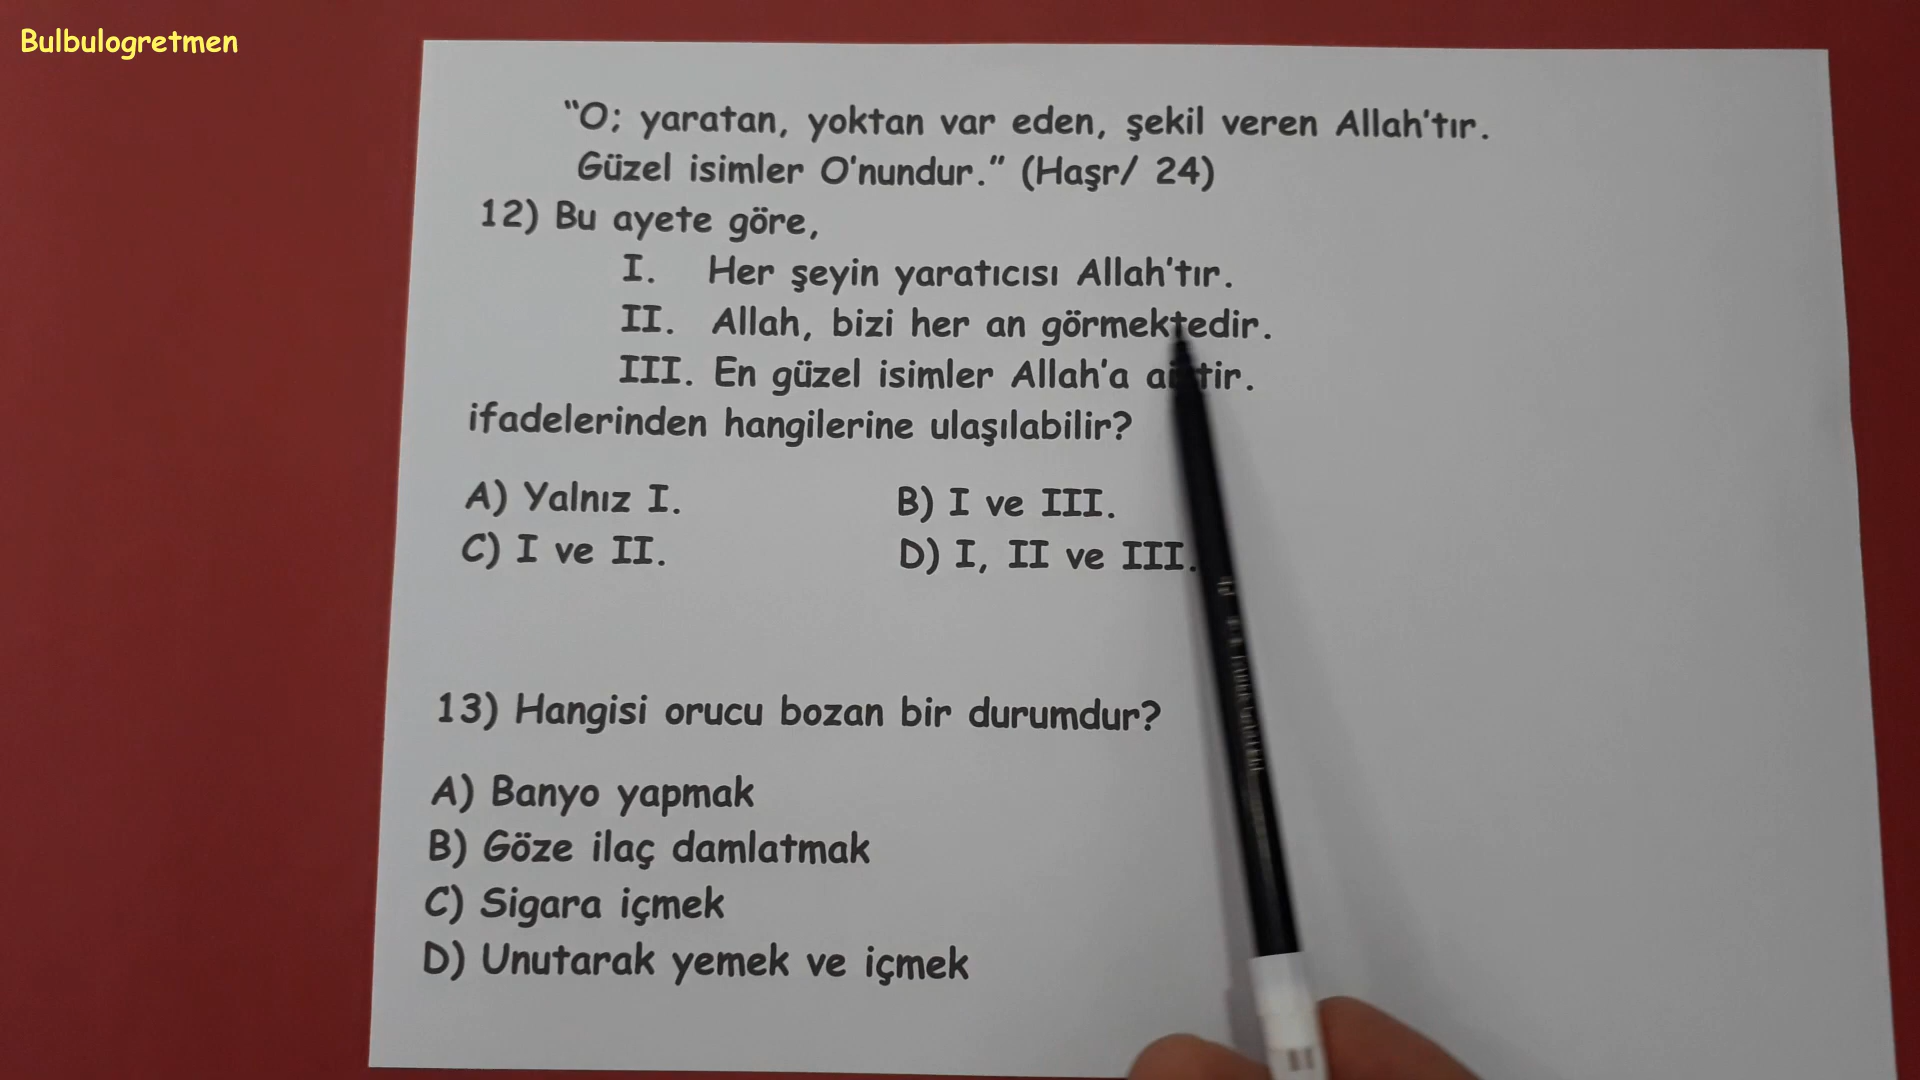 Bulbulogretmen
"O; yaratan, yoktan var eden, şekil veren Allah'tır.
Güzel isimler O'nundur." (Haşr/ 24)
12) Bu ayete göre,
I. Her şeyin yaratıcısı Allah'tır.
II. Allah, bizi her an görmektedir.
III. En güzel isimler Allah'a aittir.
ifadelerinden hangilerine ulaşılabilir?
A) Yalnız I. B) I ve III.
C) I ve II. D) I, II ve III.
13) Hangisi orucu bozan bir durumdur?
A) Banyo yapmak
B) Göze ilaç damlatmak
C) Sigara içmek
D) Unutarak yemek ve içmek